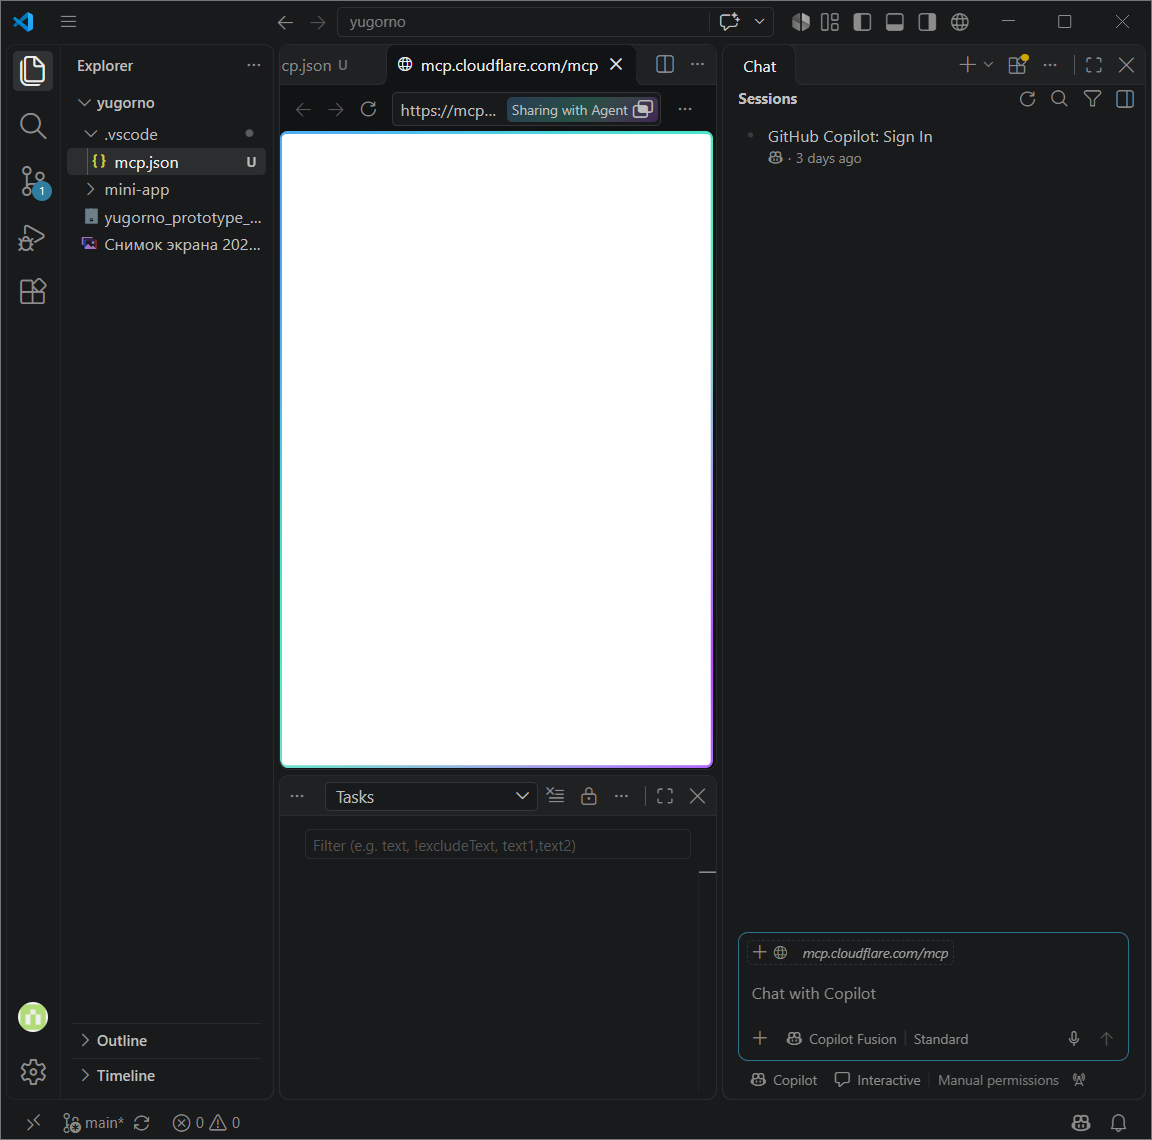 yugorno
Explorer
yugorno
.vscode
{} mcp.json U
mini-app
yugorno_prototype_...
Снимок экрана 202...
1
Outline
Timeline
cp.json U
mcp.cloudflare.com/mcp
https://mcp...
Sharing with Agent
Tasks
Filter (e.g. text, !excludeText, text1,text2)
Chat
Sessions
GitHub Copilot: Sign In
· 3 days ago
mcp.cloudflare.com/mcp
Chat with Copilot
Copilot Fusion Standard
Copilot Interactive Manual permissions
main* 0 0